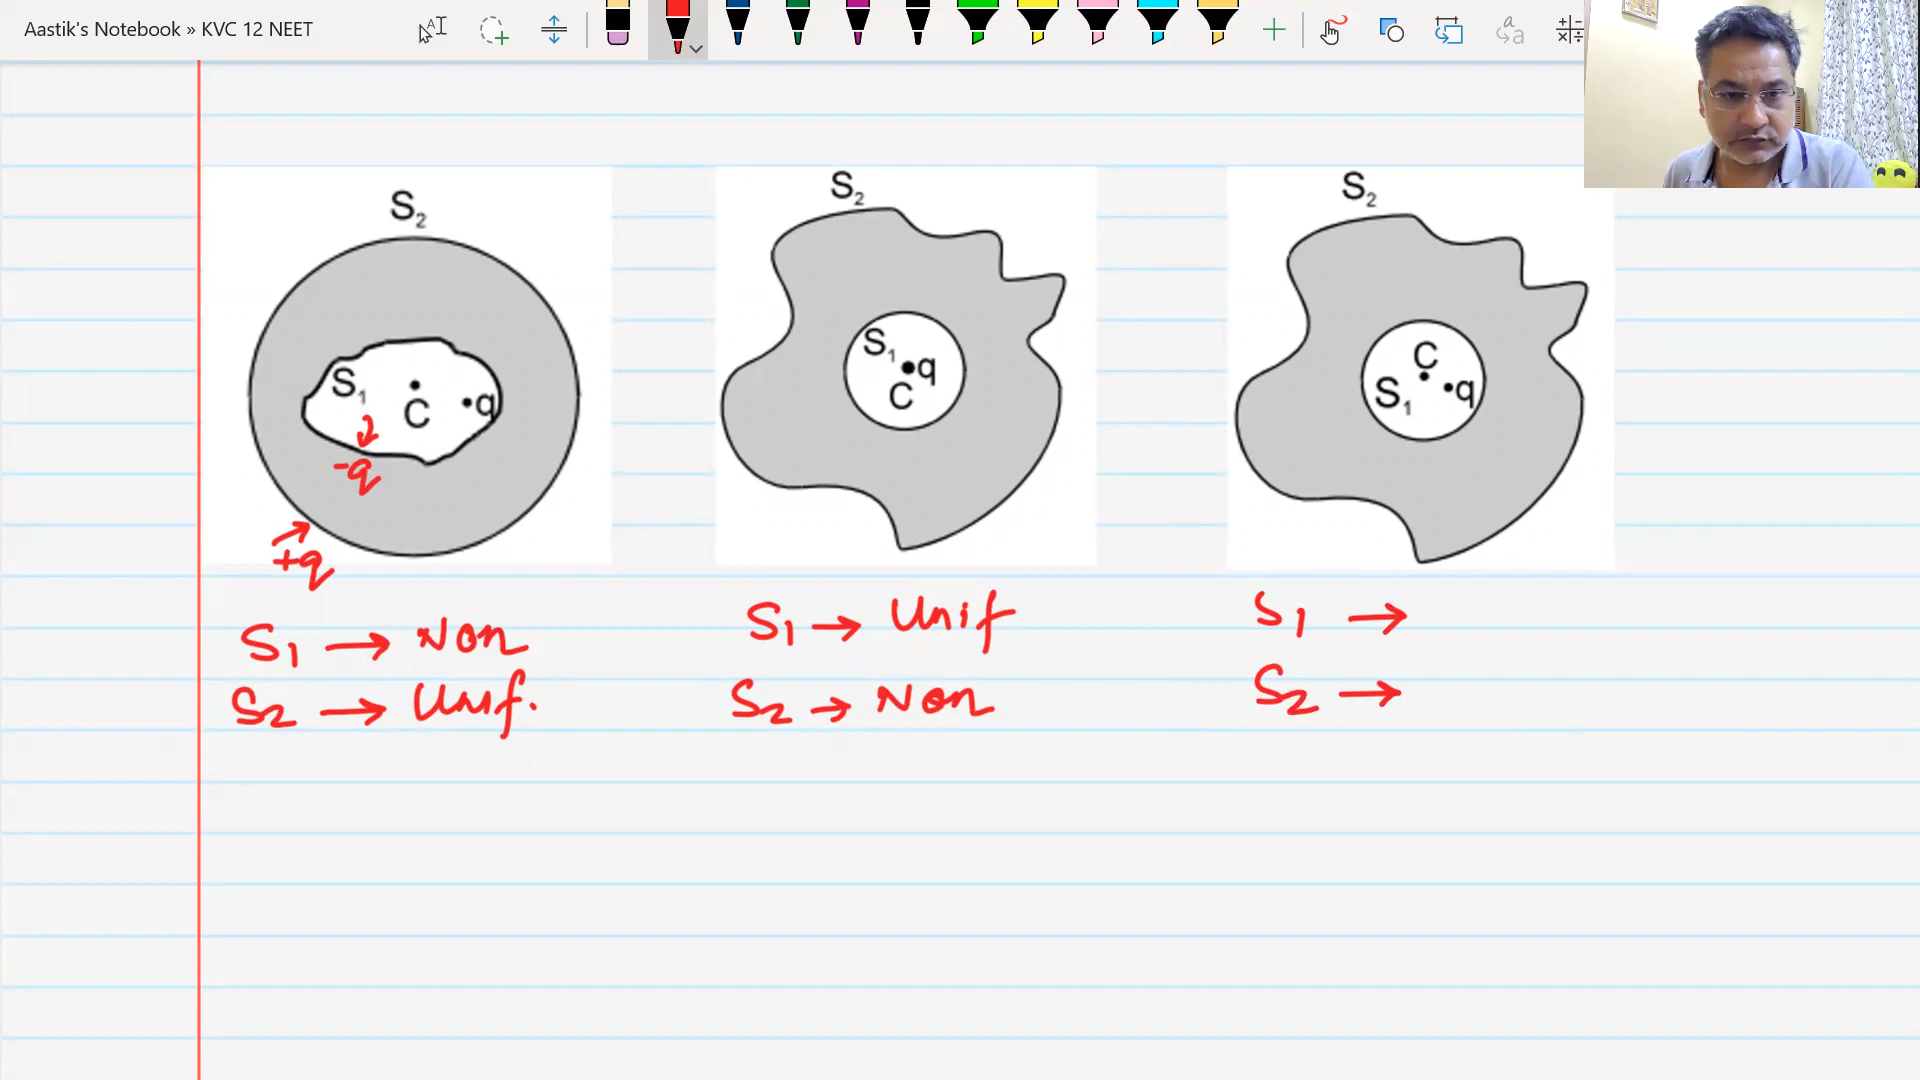 Aastik's Notebook » KVC 12 NEET
S₂
S₁
C
q
-q
+q
S₁ → Non
S₂ → Unif.
S₂
S₁
q
C
S₁ → Unif
S₂ → Non
S₂
C
S₁
q
S₁ →
S₂ →